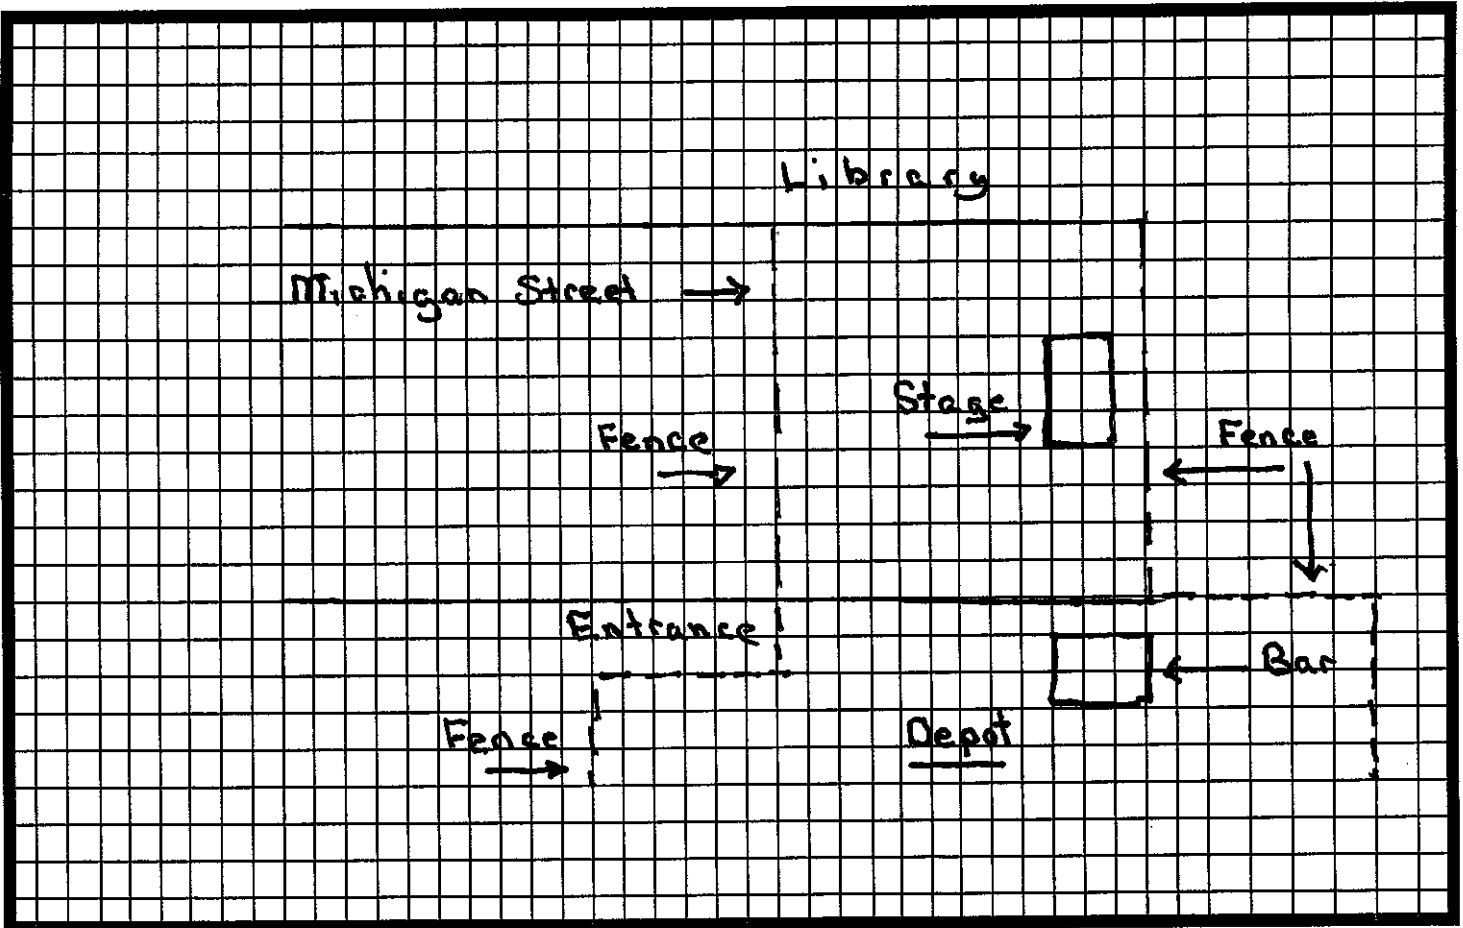 Library
Michigan Street
Stage
Fence
Fence
Entrance
Bar
Fence
Depot